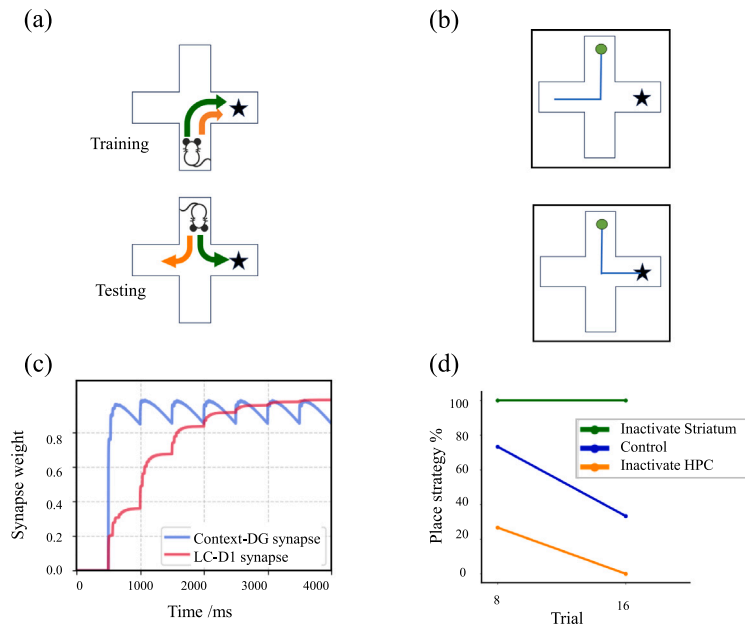 (a)
Training
Testing
(b)
(c)
Synapse weight
0.8
0.6
0.4
0.2
0.0
0
1000
2000
3000
4000
Time /ms
Context-DG synapse
LC-D1 synapse
(d)
Place strategy %
100
80
60
40
20
0
8
16
Trial
Inactivate Striatum
Control
Inactivate HPC